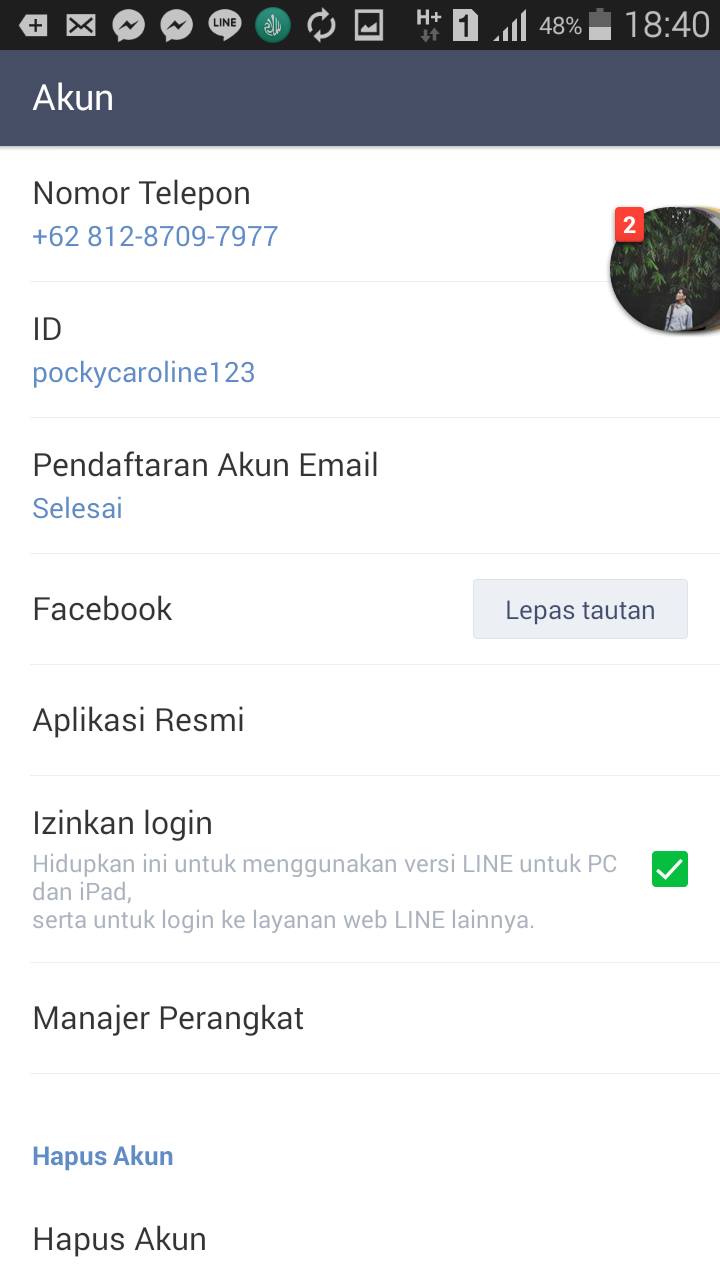 LINE
H+
1
48%
18:40
Akun
Nomor Telepon
+62 812-8709-7977
2
ID
pockycaroline123
Pendaftaran Akun Email
Selesai
Facebook
Lepas tautan
Aplikasi Resmi
Izinkan login
Hidupkan ini untuk menggunakan versi LINE untuk PC
dan iPad,
serta untuk login ke layanan web LINE lainnya.
Manajer Perangkat
Hapus Akun
Hapus Akun